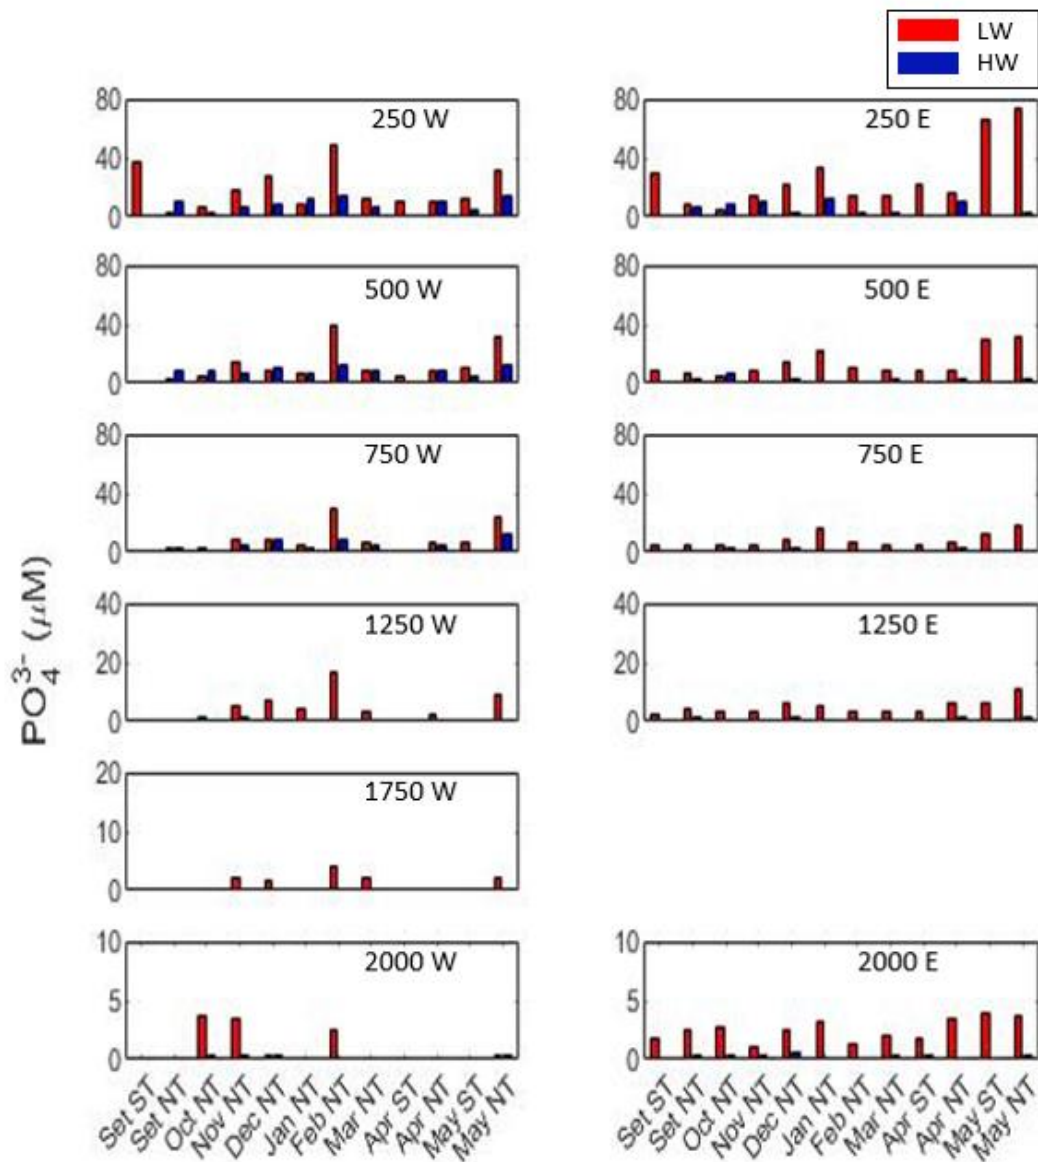 LW
HW
80
40
0
250 W
80
40
0
250 E
80
40
0
500 W
80
40
0
500 E
80
40
0
750 W
80
40
0
750 E
PO₄³⁻ (μM)
40
20
0
1250 W
40
20
0
1250 E
20
10
0
1750 W
10
5
0
2000 W
10
5
0
2000 E
Set ST
Set NT
Oct NT
Nov NT
Dec NT
Jan NT
Feb NT
Mar NT
Apr ST
Apr NT
May ST
May NT
Set ST
Set NT
Oct NT
Nov NT
Dec NT
Jan NT
Feb NT
Mar NT
Apr ST
Apr NT
May ST
May NT